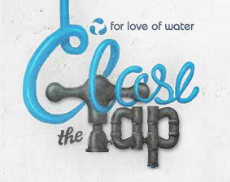 for love of water
Close
the Tap